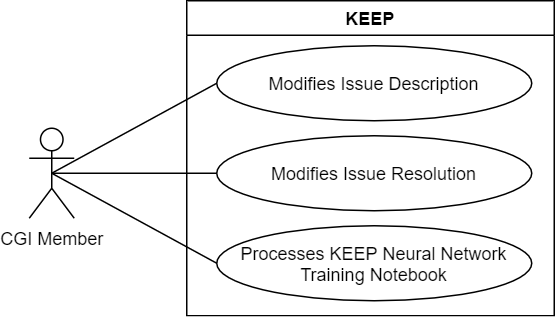 KEEP
Modifies Issue Description
Modifies Issue Resolution
CGI Member
Processes KEEP Neural Network
Training Notebook